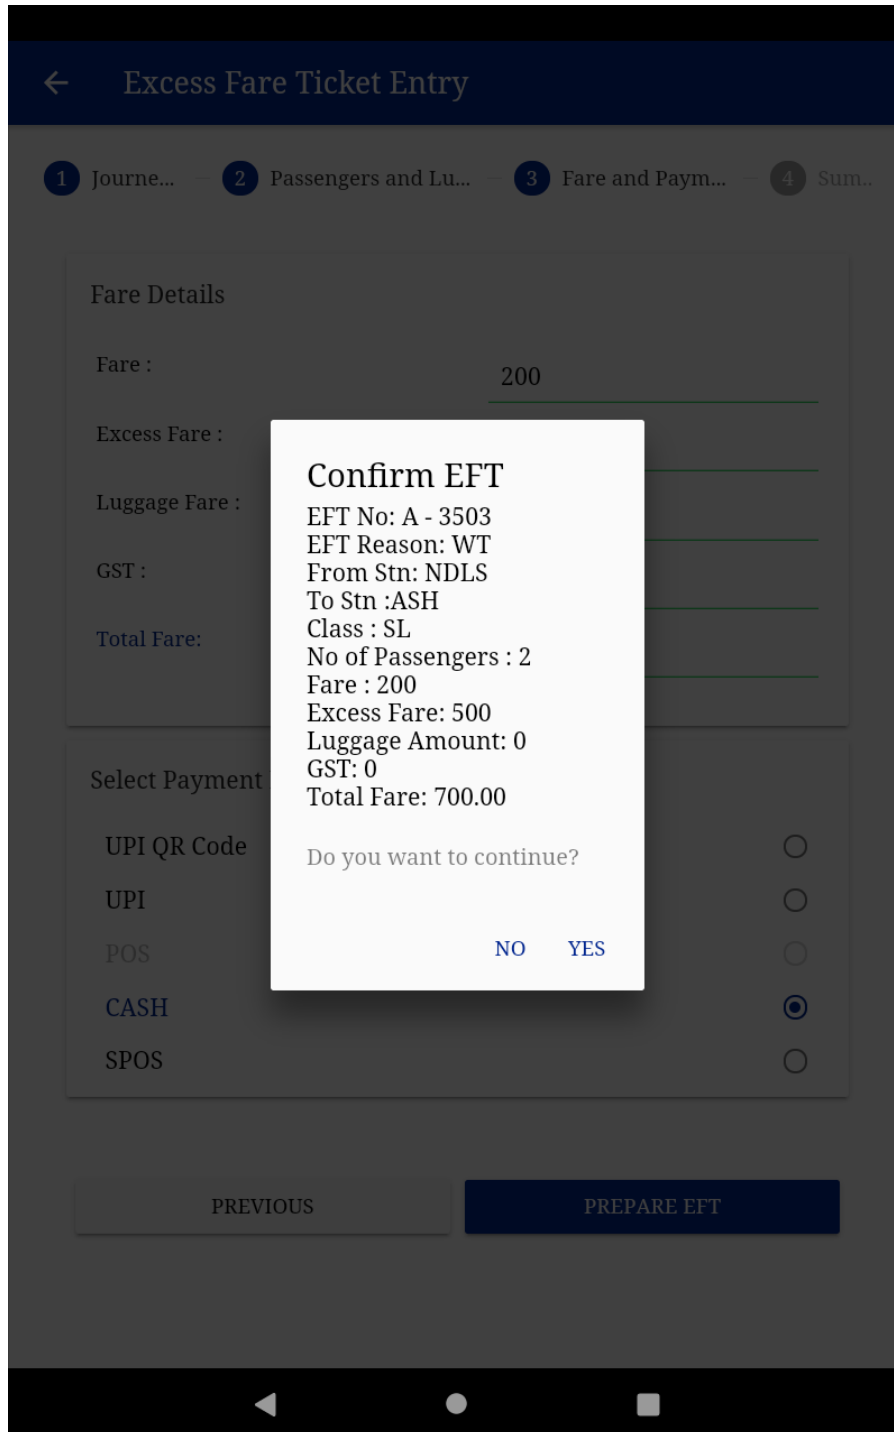 Excess Fare Ticket Entry
1 Journe... 2 Passengers and Lu... 3 Fare and Paym... 4 Sum..
Fare Details
Fare :
200
Excess Fare :
Luggage Fare :
GST :
Total Fare:
Confirm EFT
EFT No: A - 3503
EFT Reason: WT
From Stn: NDLS
To Stn :ASH
Class : SL
No of Passengers : 2
Fare : 200
Excess Fare: 500
Luggage Amount: 0
GST: 0
Total Fare: 700.00
Do you want to continue?
NO YES
Select Payment
UPI QR Code
UPI
POS
CASH
SPOS
PREVIOUS PREPARE EFT